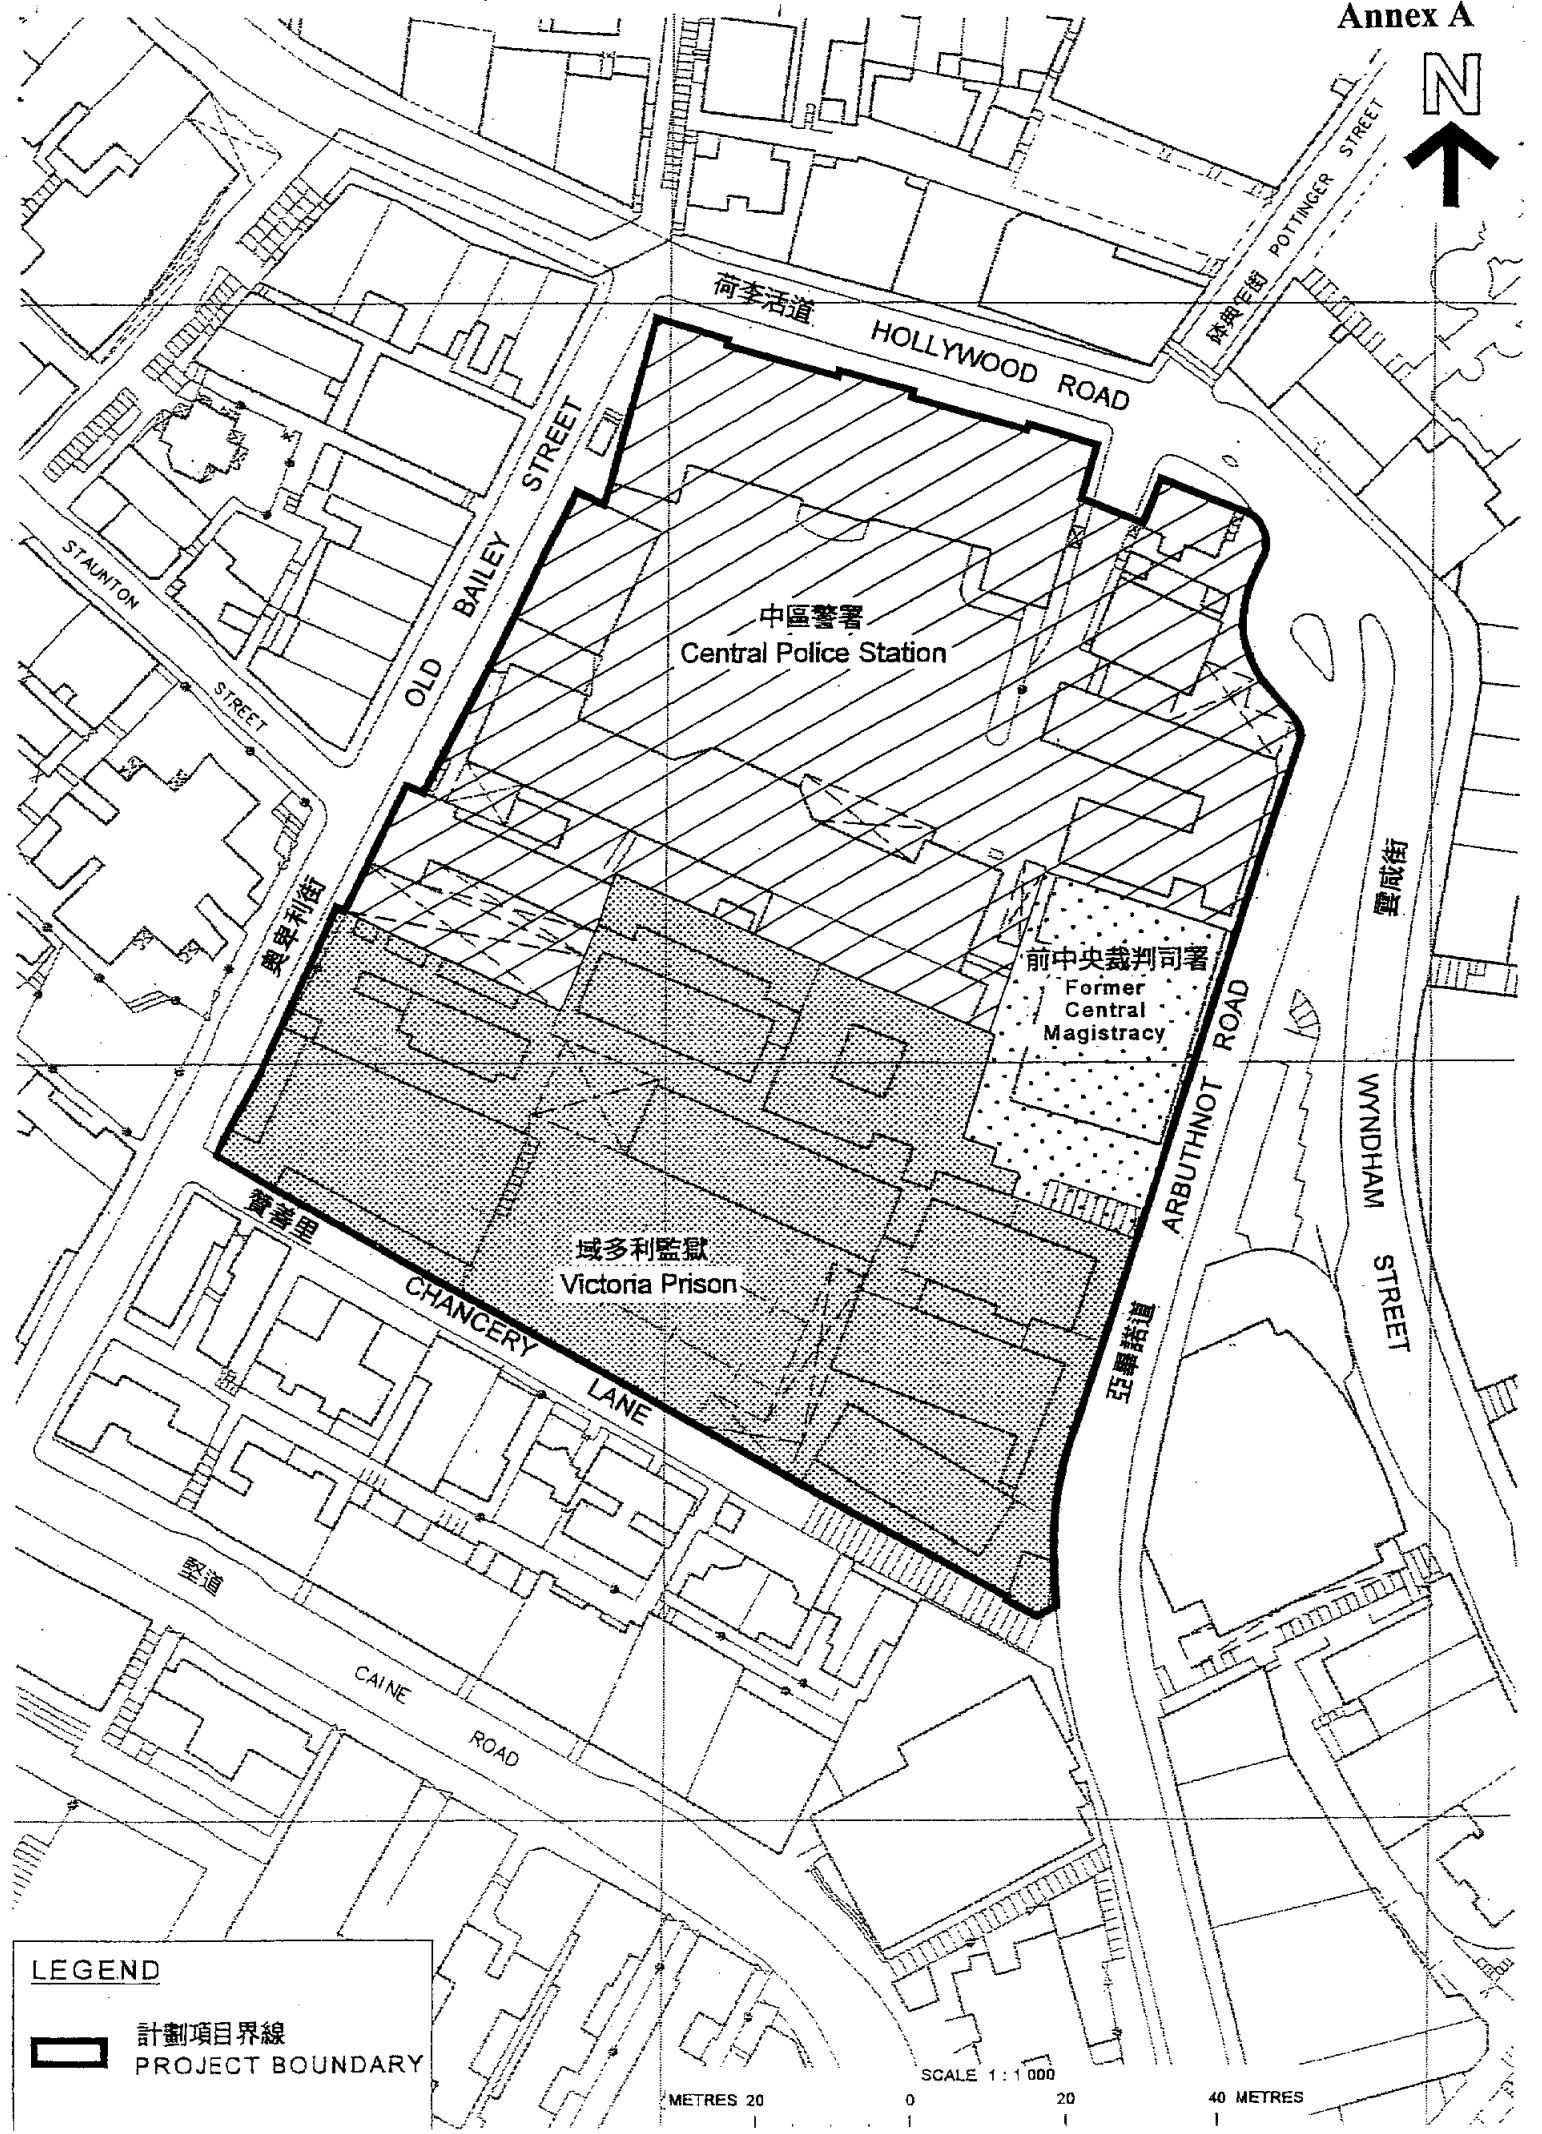 Annex A
N
POTTINGER STREET
砵典乍街
荷李活道
HOLLYWOOD ROAD
OLD BAILEY STREET
STAUNTON STREET
中區警署
Central Police Station
奧卑利街
雲咸街
前中央裁判司署
Former
Central
Magistracy
ARBUTHNOT ROAD
WYNDHAM STREET
贊善里
域多利監獄
Victoria Prison
CHANCERY LANE
亞畢諾道
堅道
CAINE ROAD
LEGEND
計劃項目界線
PROJECT BOUNDARY
SCALE 1 : 1 000
METRES 20 0 20 40 METRES